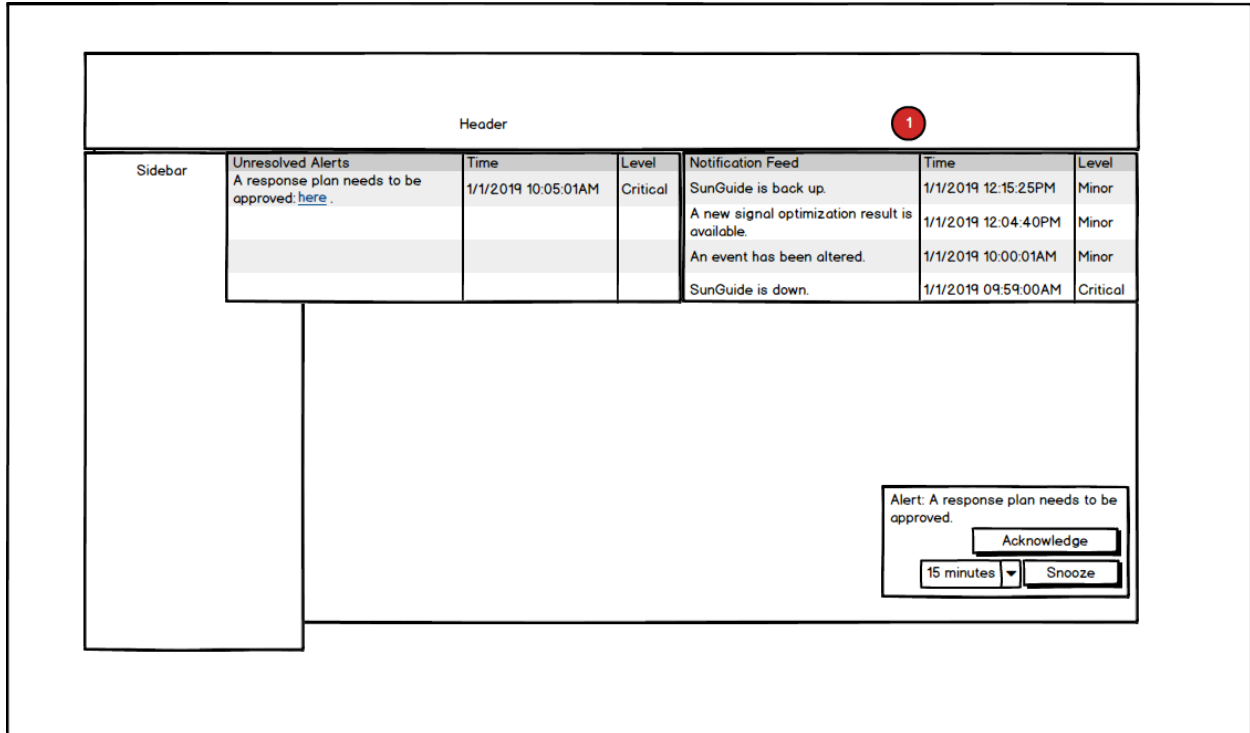 Header
1
Sidebar
Unresolved Alerts Time Level
A response plan needs to be
approved: here .
1/1/2019 10:05:01AM Critical
Notification Feed Time Level
SunGuide is back up. 1/1/2019 12:15:25PM Minor
A new signal optimization result is
available.
1/1/2019 12:04:40PM Minor
An event has been altered. 1/1/2019 10:00:01AM Minor
SunGuide is down. 1/1/2019 09:59:00AM Critical
Alert: A response plan needs to be
approved.
Acknowledge
15 minutes Snooze